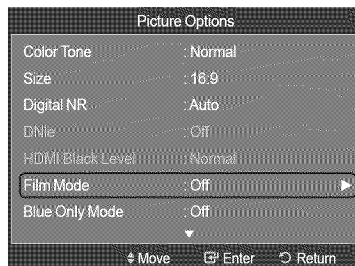 Picture Options
Color Tone : Normal
Size : 16:9
Digital NR : Auto
DNIe : Off
HDMI Black Level : Normal
Film Mode : Off
Blue Only Mode : Off
Move Enter Return